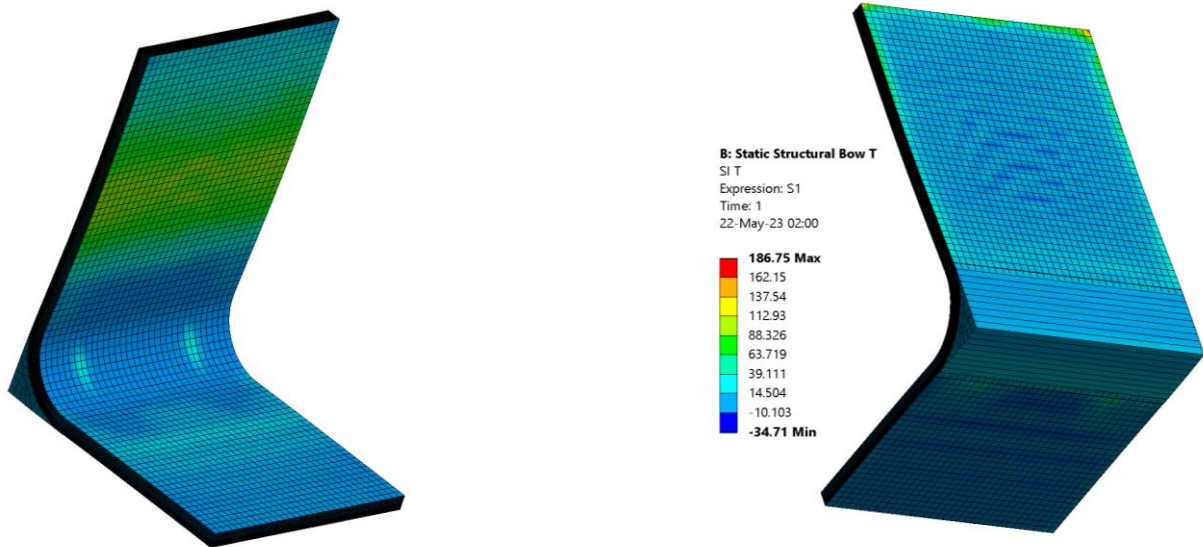 B: Static Structural Bow T
SI T
Expression: S1
Time: 1
22-May-23 02:00
186.75 Max
162.15
137.54
112.93
88.326
63.719
39.111
14.504
-10.103
-34.71 Min